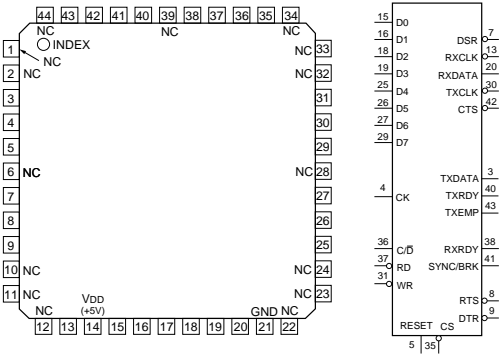 44 43 42 41 40 39 38 37 36 35 34
NC NC NC
INDEX
1 NC 33
NC
2 NC NC 32
3 31
4 30
5 29
6 NC NC 28
7 27
8 26
9 25
10 NC NC 24
11 NC NC 23
VDD
(+5V)
NC GND NC
12 13 14 15 16 17 18 19 20 21 22
15 D0
16 D1 DSR 7
18 D2 RXCLK 13
19 D3 RXDATA 20
25 D4 TXCLK 30
26 D5 CTS 42
27 D6
29 D7
TXDATA 3
4 CK TXRDY 40
TXEMP 43
36 C/D̅ RXRDY 38
37 RD SYNC/BRK 41
31 WR
RTS 8
DTR 9
RESET CS
5 35